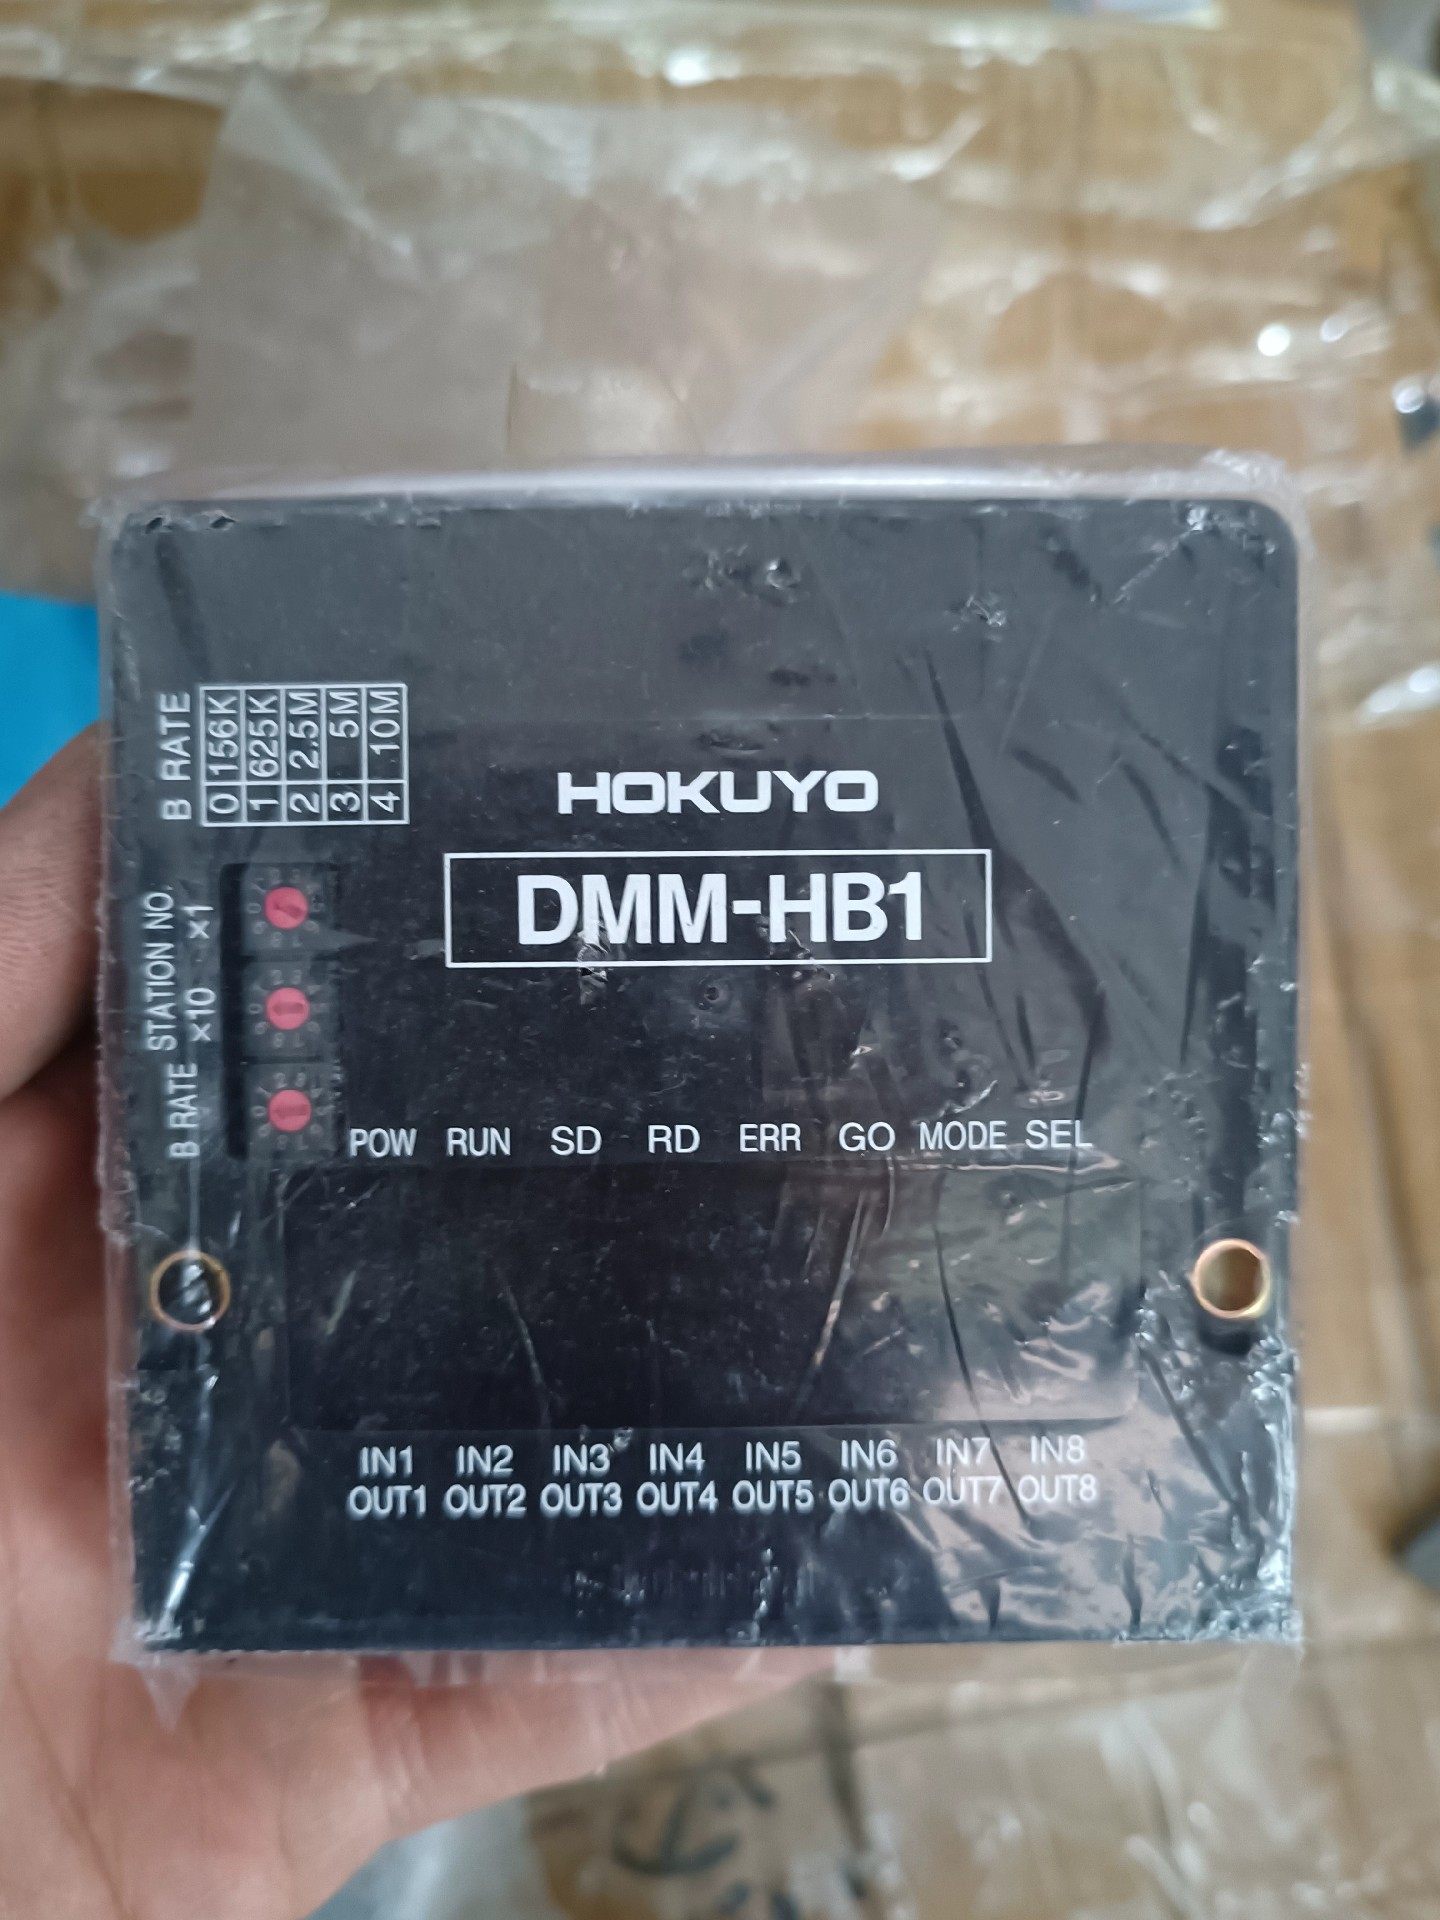 HOKUYO
DMM-HB1
B RATE
0 156K
1 625K
2 2.5M
3 5M
4 10M
STATION NO.
×10 ×1
B RATE
POW RUN SD RD ERR GO MODE SEL
IN1 IN2 IN3 IN4 IN5 IN6 IN7 IN8
OUT1 OUT2 OUT3 OUT4 OUT5 OUT6 OUT7 OUT8